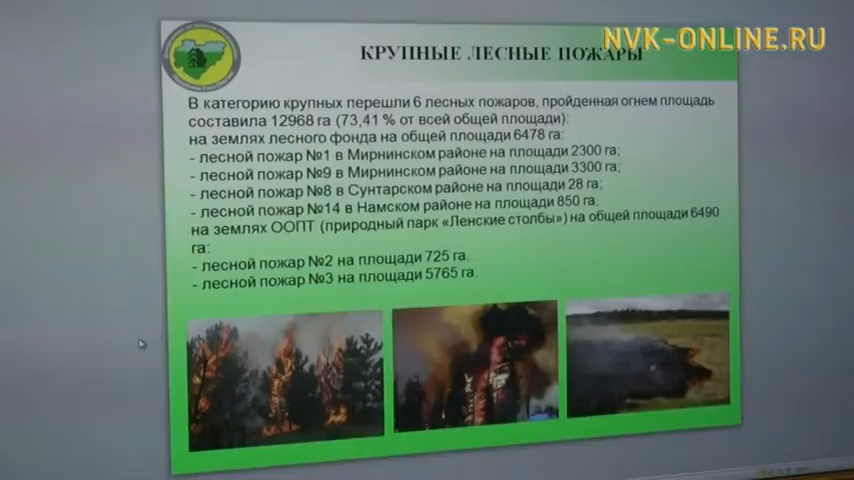 NVK-ONLINE.RU
КРУПНЫЕ ЛЕСНЫЕ ПОЖАРЫ
В категорию крупных перешли 6 лесных пожаров, пройденная огнем площадь
составила 12968 га (73,41 % от всей общей площади):
на землях лесного фонда на общей площади 6478 га:
- лесной пожар №1 в Мирнинском районе на площади 2300 га;
- лесной пожар №9 в Мирнинском районе на площади 3300 га;
- лесной пожар №8 в Сунтарском районе на площади 28 га;
- лесной пожар №14 в Намском районе на площади 850 га.
на землях ООПТ (природный парк «Ленские столбы») на общей площади 6490
га:
- лесной пожар №2 на площади 725 га.
- лесной пожар №3 на площади 5765 га.